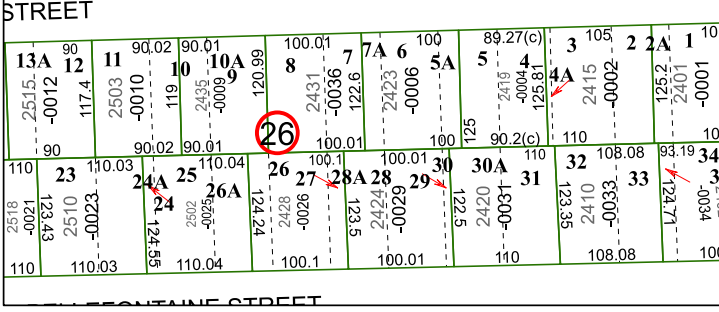 STREET
90 90.02 90.01 100.01 100 89.27(c) 105 10
13A 12 11 10 10A 9 8 7 7A 6 5A 5 4 4A 3 2 2A 1
2515 -0012 117.4 2503 -0010 119 2435 -0009 120.99 2431 -0036 122.6 2423 -0006 125 2419 -0004 125.81 2415 -0002 125.2 2401 -0001
26
90 90.02 90.01 100.01 100 90.2(c) 110 10
110 110.03 110.04 100.1 100.01 110 108.08 93.19
23 24A 24 25 26A 26 27 28A 28 29 30 30A 31 32 33 34
2518 -0021 123.43 2510 -0023 124.55 2502 -0025 124.24 2428 -0026 123.5 2424 -0029 122.5 2420 -0031 123.35 2410 -0033 124.71 -0034
110 110.03 110.04 100.1 100.01 110 108.08 100
BELLEFONTAINE STREET